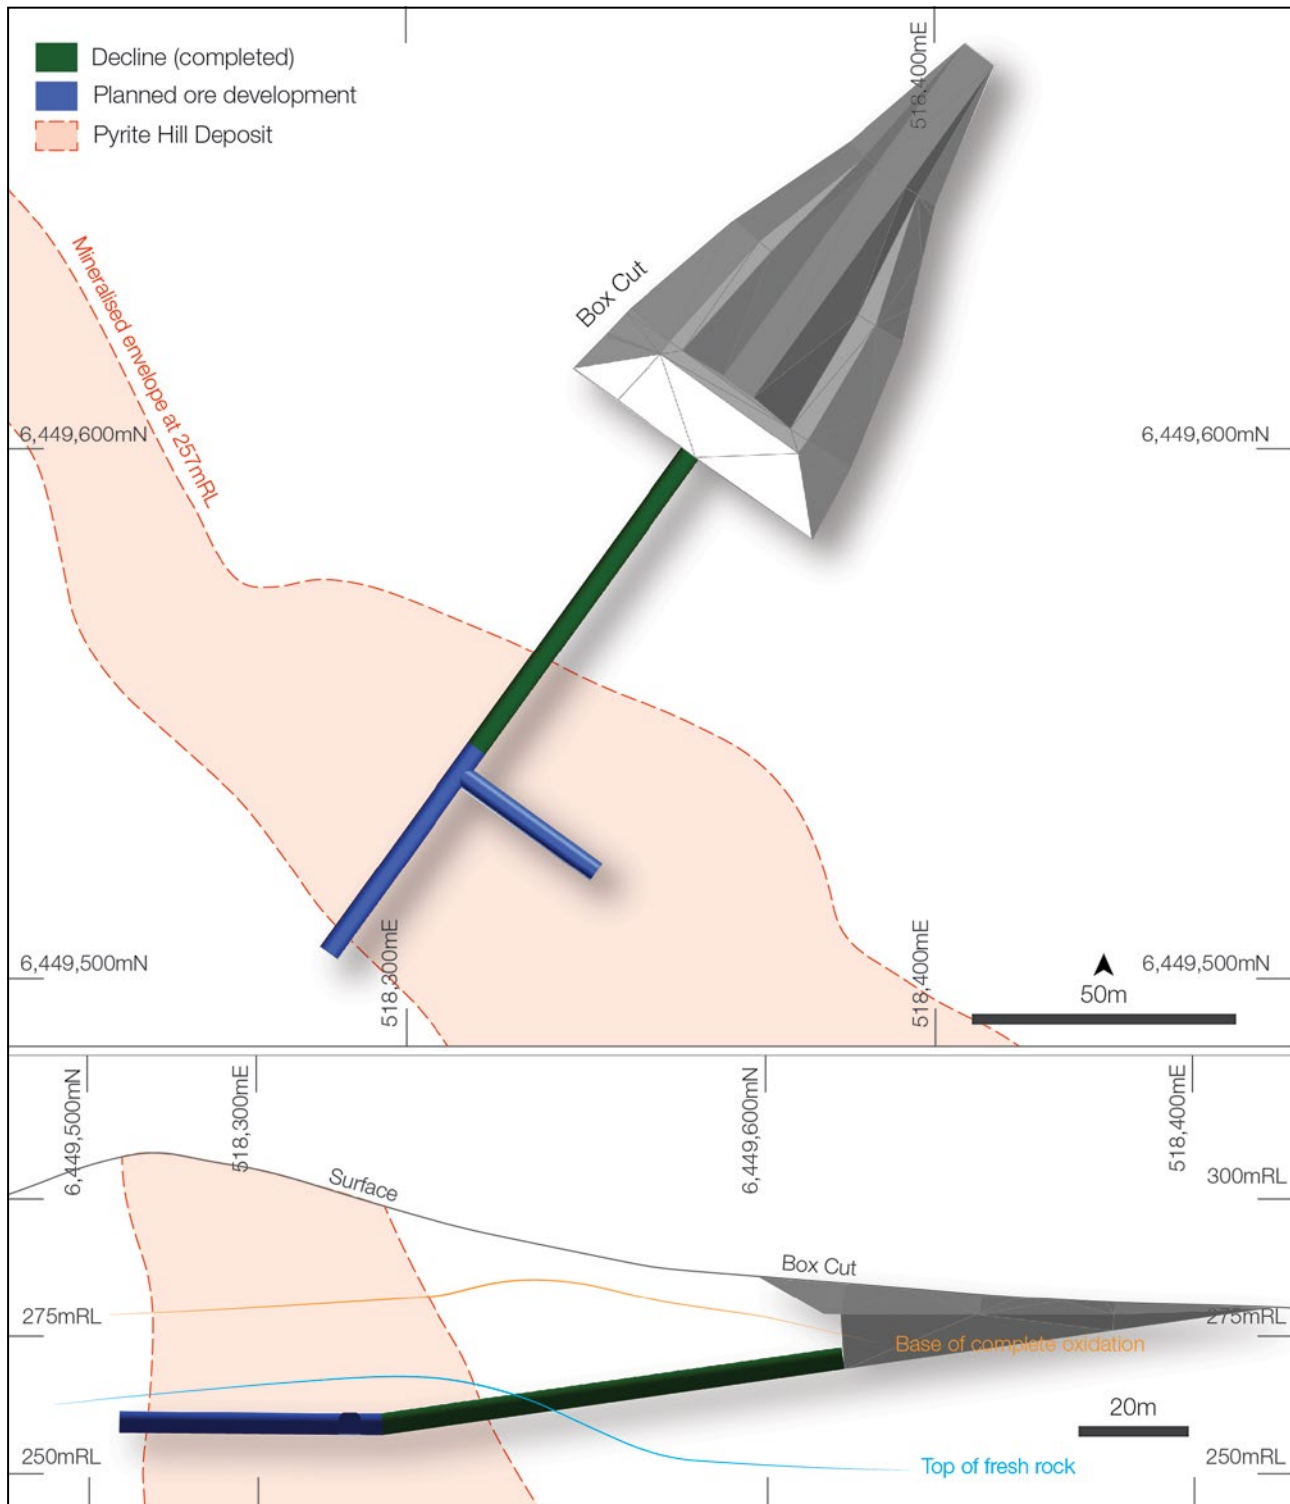 Decline (completed)
Planned ore development
Pyrite Hill Deposit
518,400mE
Mineralised envelope at 257mRL
Box Cut
6,449,600mN
6,449,600mN
6,449,500mN
518,300mE
518,400mE
6,449,500mN
50m
6,449,500mN
518,300mE
6,449,600mN
518,400mE
Surface
300mRL
Box Cut
275mRL
275mRL
Base of complete oxidation
20m
250mRL
Top of fresh rock
250mRL